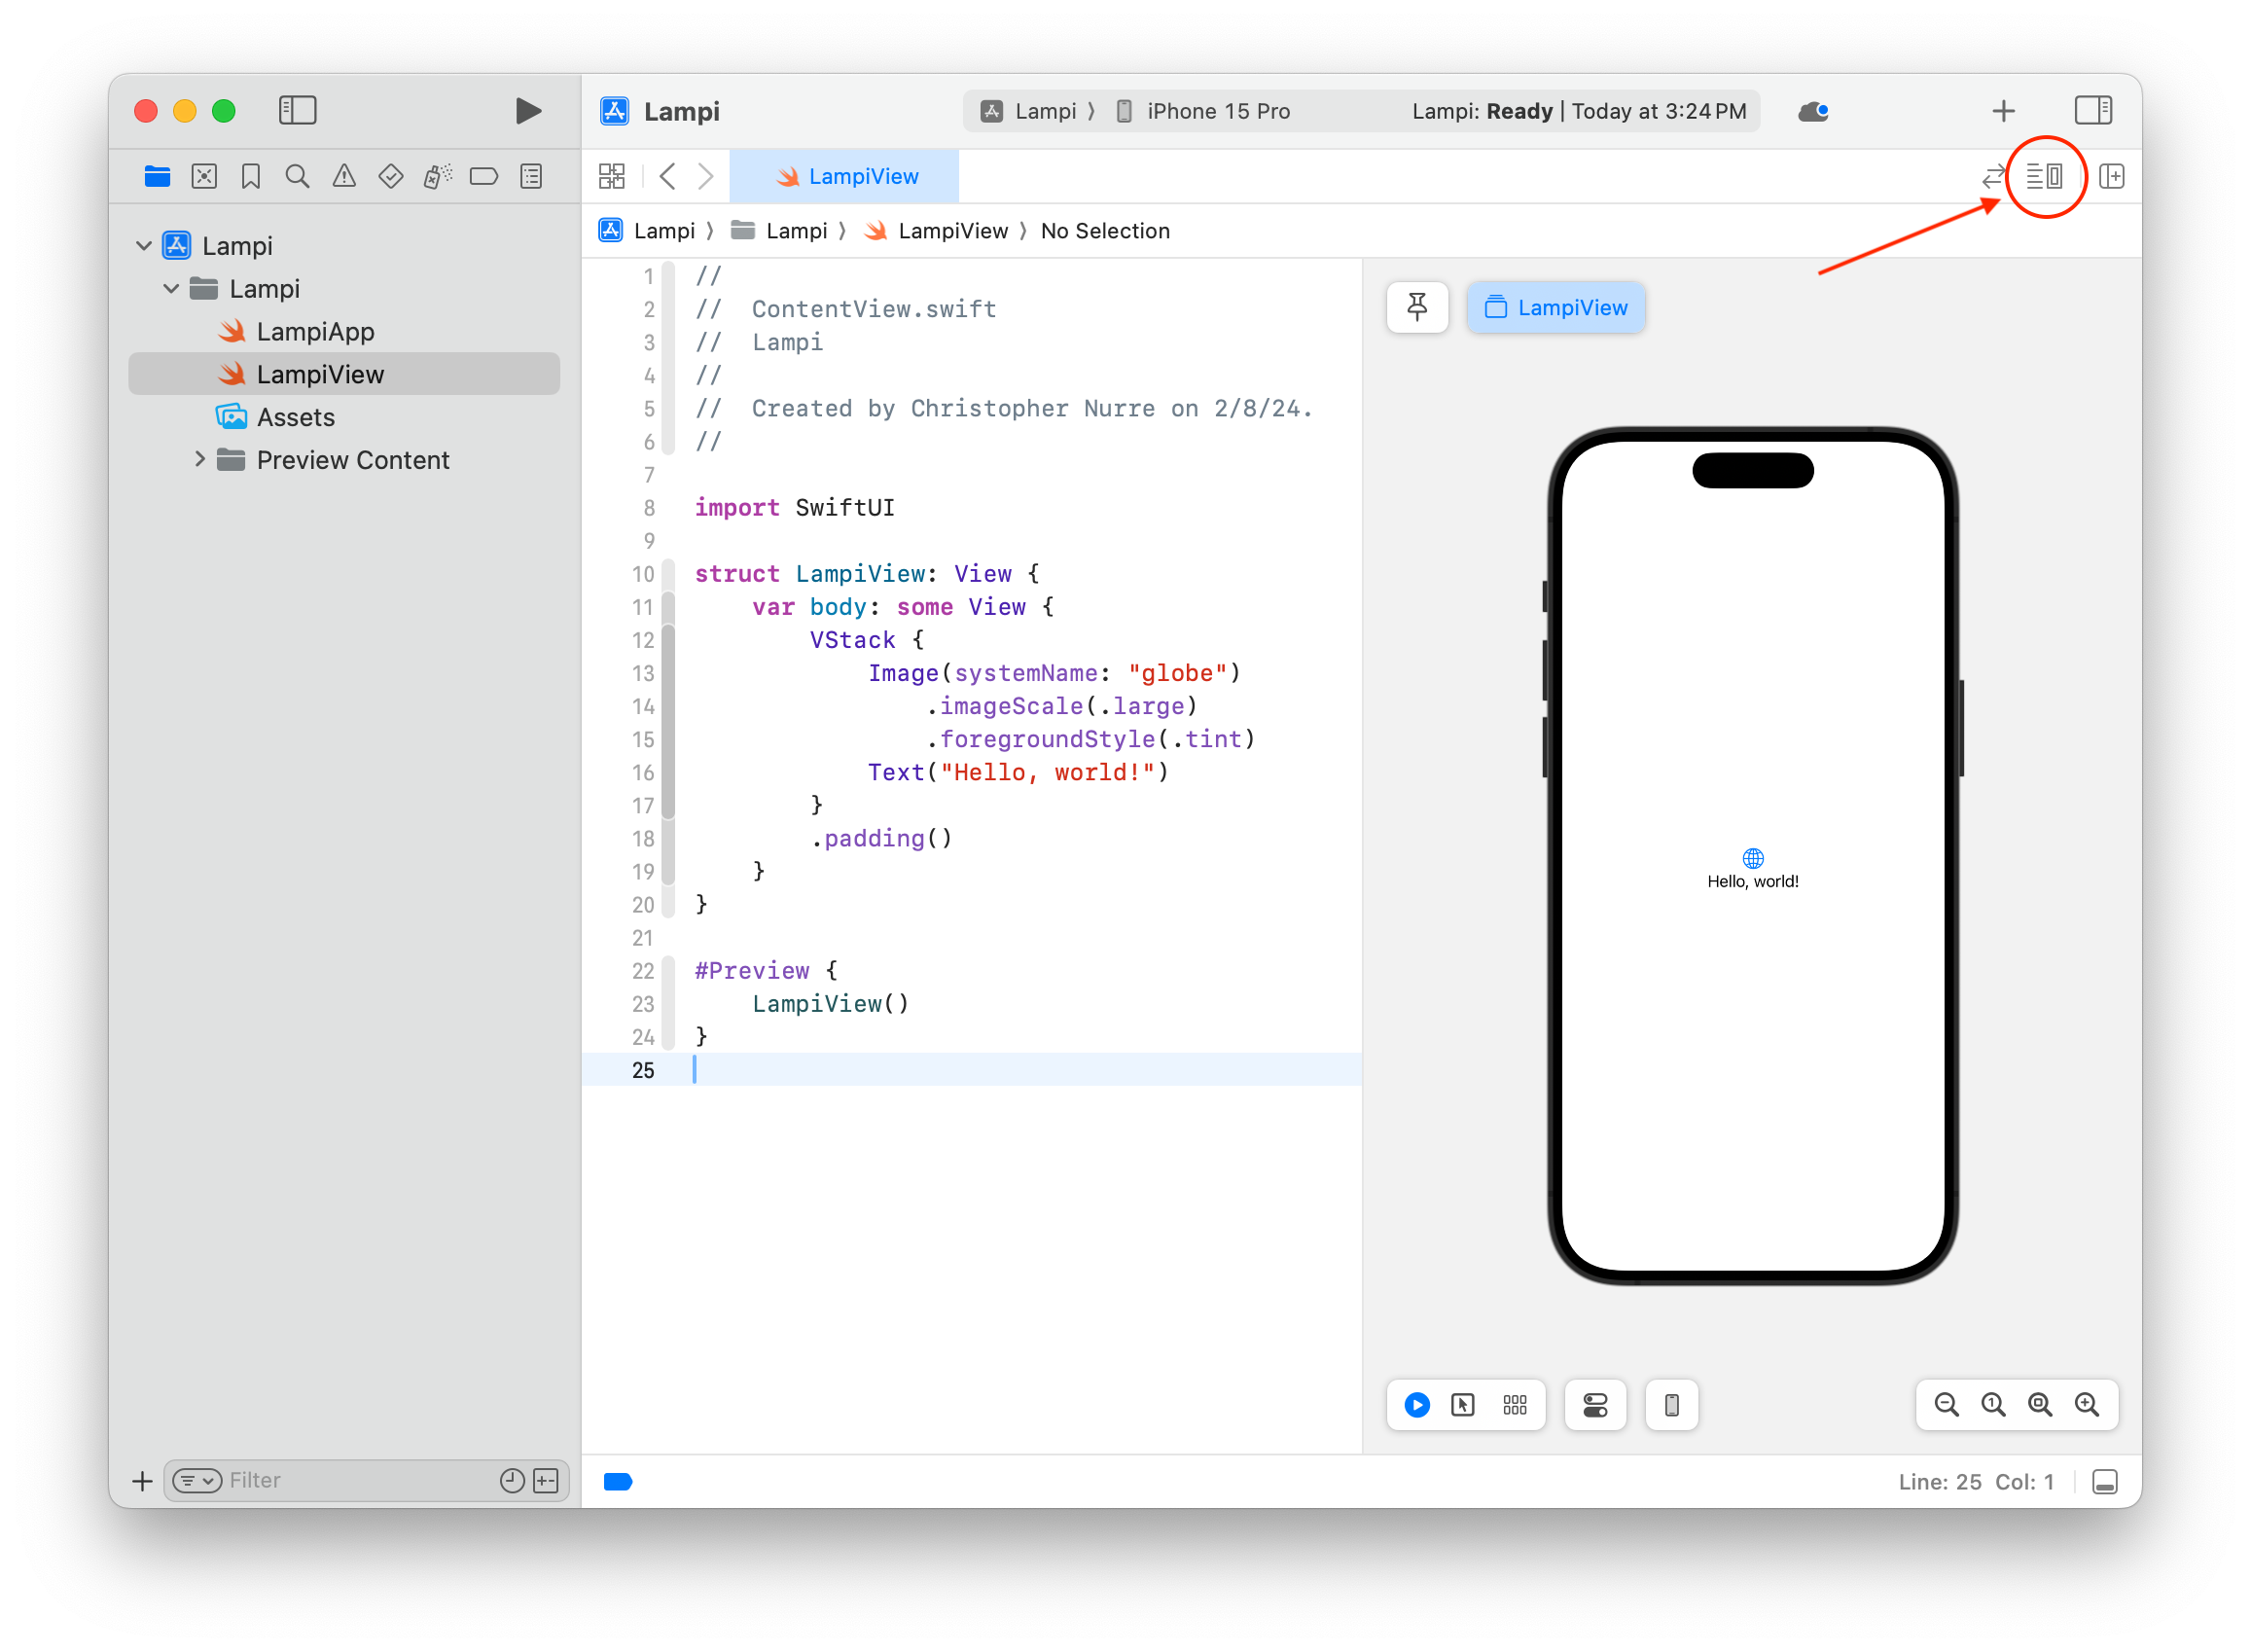 Lampi
Lampi 〉 iPhone 15 Pro
Lampi: Ready | Today at 3:24 PM
LampiView
Lampi
Lampi
LampiApp
LampiView
Assets
Preview Content
Filter
Lampi 〉 Lampi 〉 LampiView 〉 No Selection
1 //
2 //  ContentView.swift
3 //  Lampi
4 //
5 //  Created by Christopher Nurre on 2/8/24.
6 //
7
8 import SwiftUI
9
10 struct LampiView: View {
11     var body: some View {
12         VStack {
13             Image(systemName: "globe")
14                 .imageScale(.large)
15                 .foregroundStyle(.tint)
16             Text("Hello, world!")
17         }
18         .padding()
19     }
20 }
21
22 #Preview {
23     LampiView()
24 }
25
LampiView
Hello, world!
Line: 25 Col: 1